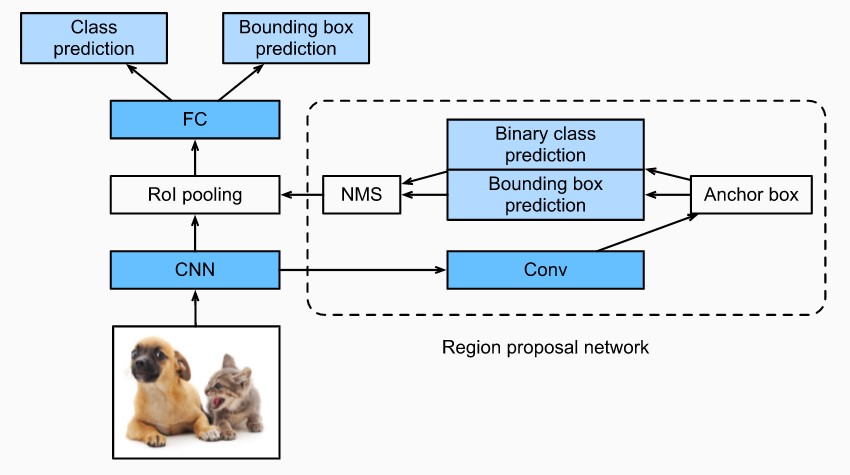 Class
prediction
Bounding box
prediction
FC
Binary class
prediction
RoI pooling
NMS
Bounding box
prediction
Anchor box
CNN
Conv
Region proposal network